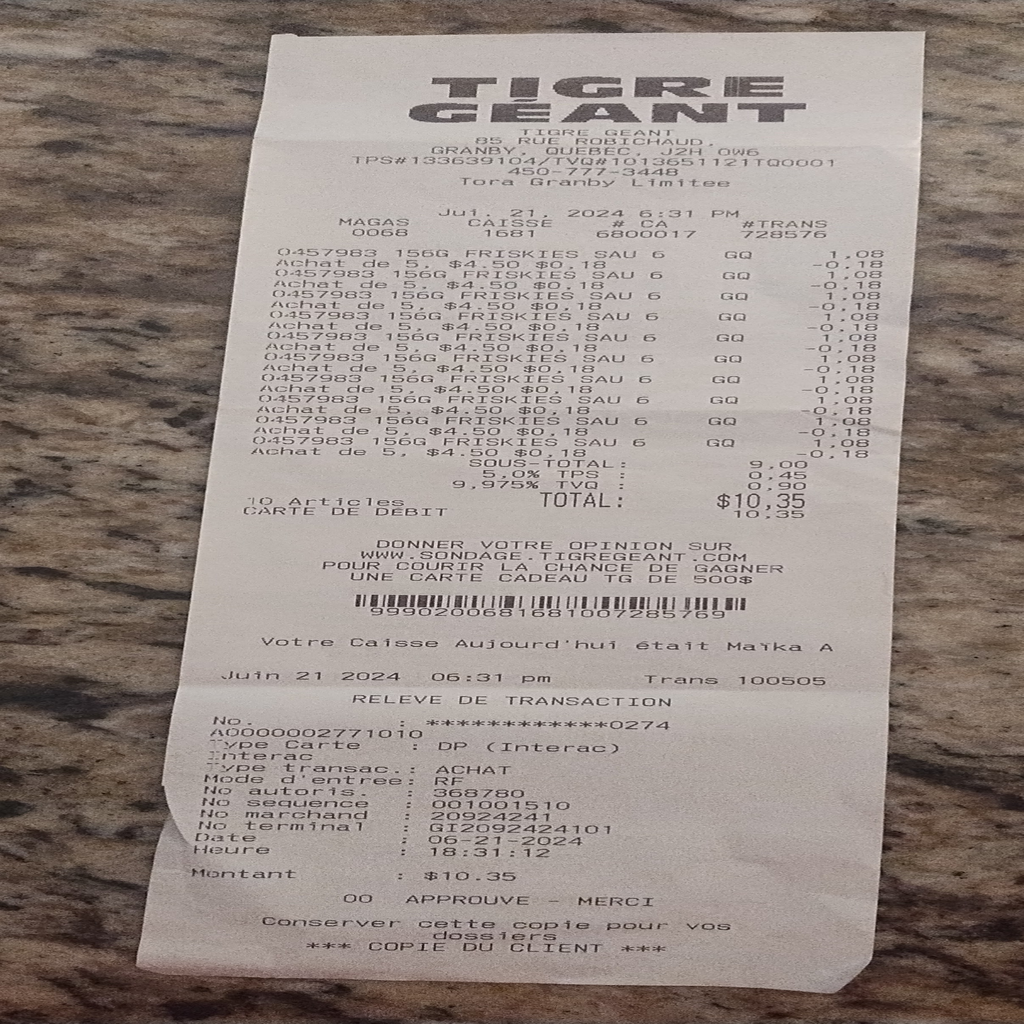 TIGRE
GÉANT
TIGRE GEANT
85 RUE ROBICHAUD,
GRANBY, QUEBEC, J2H 0W6
TPS#133639104/TVQ#1013651121TQ0001
450-777-3448
Tora Granby Limitee
Jui. 21, 2024 6:31 PM
MAGAS CAISSE # CA #TRANS
0068 1681 6800017 728576
0457983 156G FRISKIES SAU 6 GQ 1.08
Achat de 5, $4.50 $0.18 -0.18
0457983 156G FRISKIES SAU 6 GQ 1.08
Achat de 5, $4.50 $0.18 -0.18
0457983 156G FRISKIES SAU 6 GQ 1.08
Achat de 5, $4.50 $0.18 -0.18
0457983 156G FRISKIES SAU 6 GQ 1.08
Achat de 5, $4.50 $0.18 -0.18
0457983 156G FRISKIES SAU 6 GQ 1.08
Achat de 5, $4.50 $0.18 -0.18
0457983 156G FRISKIES SAU 6 GQ 1.08
Achat de 5, $4.50 $0.18 -0.18
0457983 156G FRISKIES SAU 6 GQ 1.08
Achat de 5, $4.50 $0.18 -0.18
0457983 156G FRISKIES SAU 6 GQ 1.08
Achat de 5, $4.50 $0.18 -0.18
0457983 156G FRISKIES SAU 6 GQ 1.08
Achat de 5, $4.50 $0.18 -0.18
0457983 156G FRISKIES SAU 6 GQ 1.08
Achat de 5, $4.50 $0.18 -0.18
SOUS-TOTAL: 9.00
5.0% TPS : 0.45
9.975% TVQ : 0.90
10 Articles TOTAL: $10.35
CARTE DE DEBIT 10.35
DONNER VOTRE OPINION SUR
WWW.SONDAGE.TIGREGEANT.COM
POUR COURIR LA CHANCE DE GAGNER
UNE CARTE CADEAU TG DE 500$
9990200681681007285769
Votre Caisse Aujourd'hui était Maïka A
Juin 21 2024 06:31 pm Trans 100505
RELEVE DE TRANSACTION
No. : ************0274
A0000002771010
Type Carte : DP (Interac)
Interac
Type transac.: ACHAT
Mode d'entree: RF
No autoris. : 368780
No sequence : 001001510
No marchand : 20924241
No terminal : GI2092424101
Date : 06-21-2024
Heure : 18:31:12
Montant : $10.35
00 APPROUVE - MERCI
Conserver cette copie pour vos
dossiers
*** COPIE DU CLIENT ***